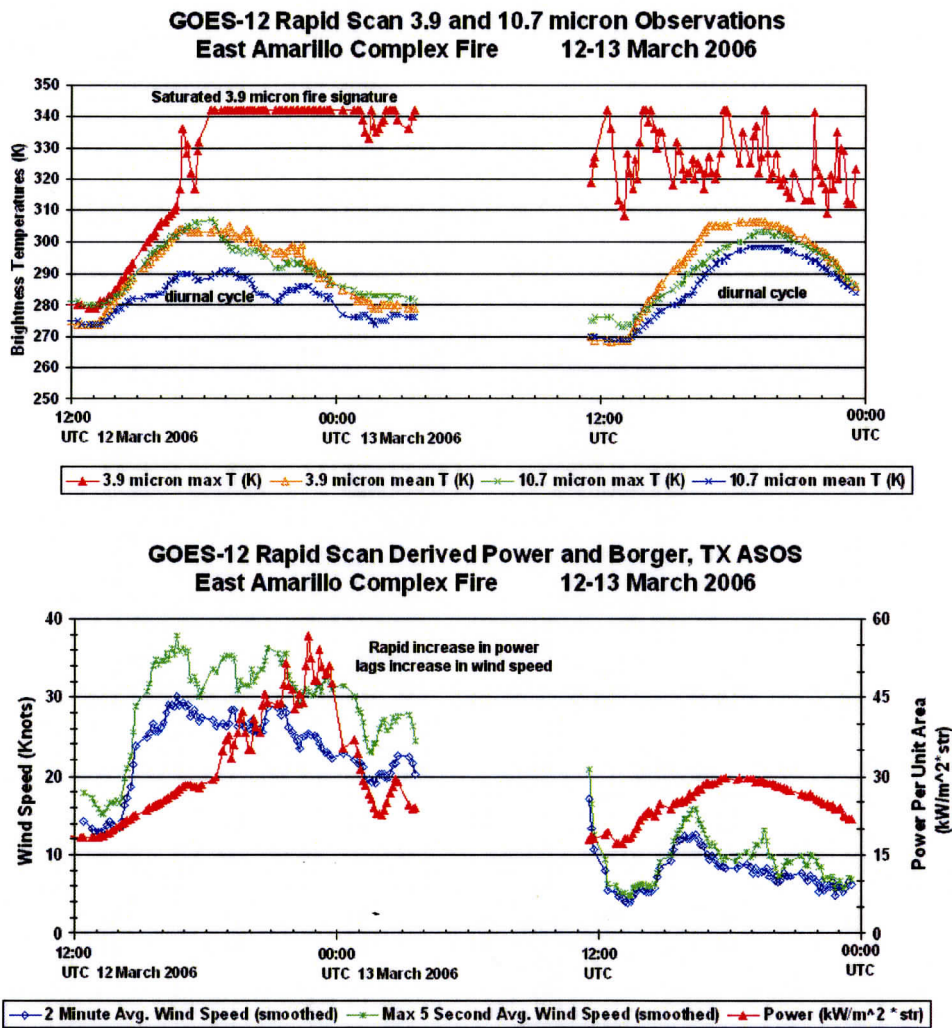 GOES-12 Rapid Scan 3.9 and 10.7 micron Observations
East Amarillo Complex Fire 12-13 March 2006
Brightness Temperatures (K)
350
340
330
320
310
300
290
280
270
260
250
Saturated 3.9 micron fire signature
diurnal cycle
diurnal cycle
12:00 00:00 12:00 00:00
UTC 12 March 2006 UTC 13 March 2006 UTC UTC
3.9 micron max T (K) 3.9 micron mean T (K) 10.7 micron max T (K) 10.7 micron mean T (K)
GOES-12 Rapid Scan Derived Power and Borger, TX ASOS
East Amarillo Complex Fire 12-13 March 2006
Wind Speed (Knots)
40
30
20
10
0
Rapid increase in power
lags increase in wind speed
60
45
30
15
0
Power Per Unit Area
(kW/m^2*str)
12:00 00:00 12:00 00:00
UTC 12 March 2006 UTC 13 March 2006 UTC UTC
2 Minute Avg. Wind Speed (smoothed) Max 5 Second Avg. Wind Speed (smoothed) Power (kW/m^2 * str)